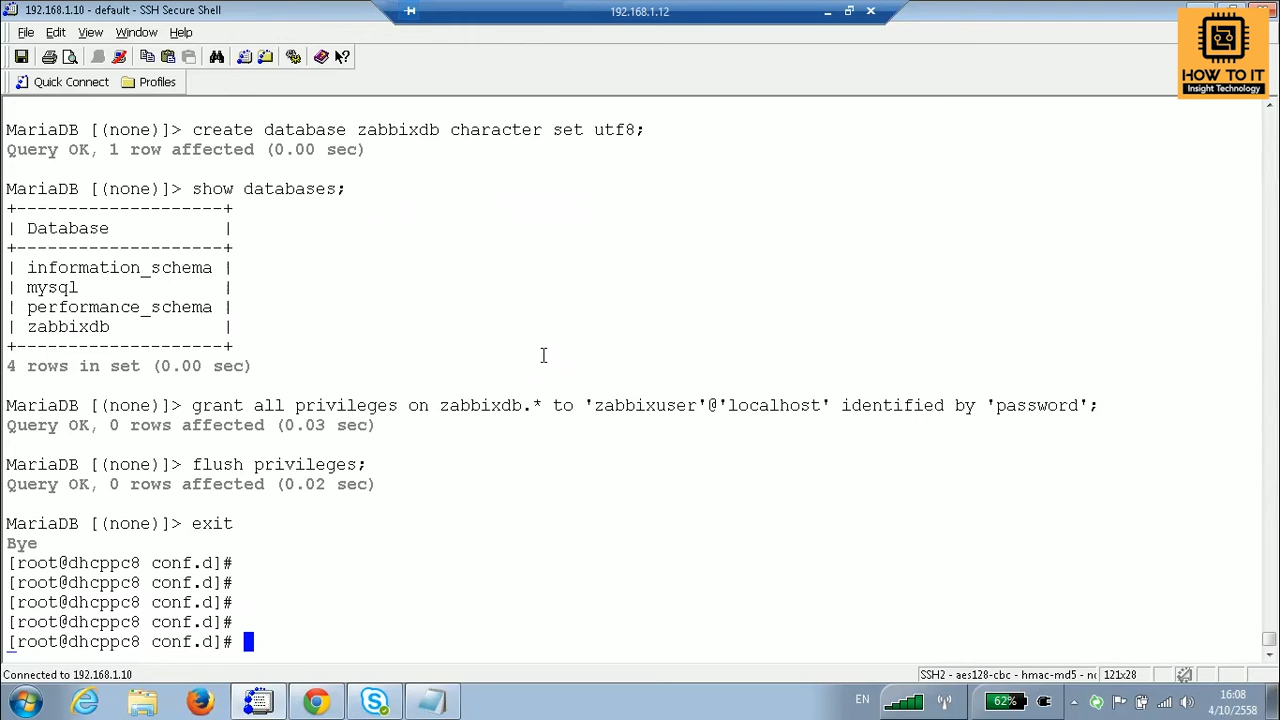 192.168.1.10 - default - SSH Secure Shell
192.168.1.12
File Edit View Window Help
Quick Connect Profiles
HOW TO IT
Insight Technology
MariaDB [(none)]> create database zabbixdb character set utf8;
Query OK, 1 row affected (0.00 sec)
MariaDB [(none)]> show databases;
+--------------------+
| Database           |
+--------------------+
| information_schema |
| mysql              |
| performance_schema |
| zabbixdb           |
+--------------------+
4 rows in set (0.00 sec)
MariaDB [(none)]> grant all privileges on zabbixdb.* to 'zabbixuser'@'localhost' identified by 'password';
Query OK, 0 rows affected (0.03 sec)
MariaDB [(none)]> flush privileges;
Query OK, 0 rows affected (0.02 sec)
MariaDB [(none)]> exit
Bye
[root@dhcppc8 conf.d]#
[root@dhcppc8 conf.d]#
[root@dhcppc8 conf.d]#
[root@dhcppc8 conf.d]#
[root@dhcppc8 conf.d]#
Connected to 192.168.1.10
SSH2 - aes128-cbc - hmac-md5 - nc
121x28
EN
62%
16:08
4/10/2558